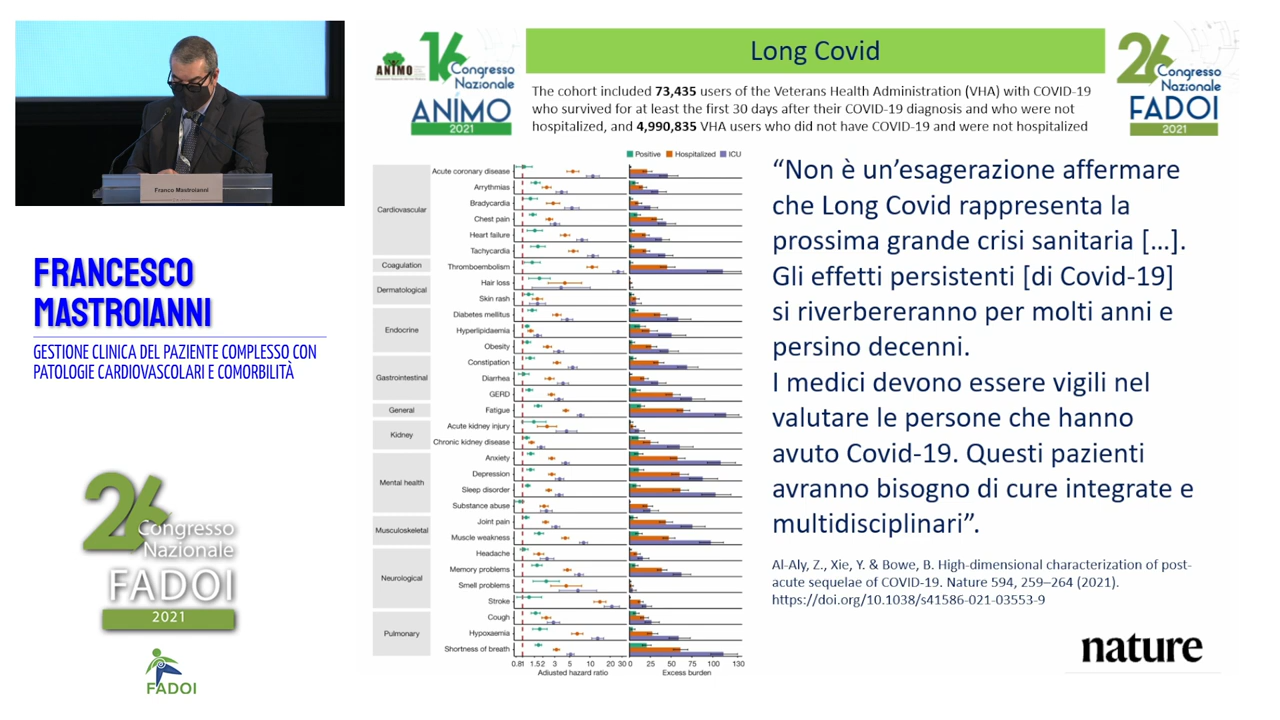 Franco Mastroianni
FRANCESCO
MASTROIANNI
GESTIONE CLINICA DEL PAZIENTE COMPLESSO CON
PATOLOGIE CARDIOVASCOLARI E COMORBILITÀ
26
Congresso
Nazionale
FADOI
2021
FADOI
ANIMO
16
Congresso
Nazionale
ANÍMO
2021
Long Covid
26
Congresso
Nazionale
FADOI
2021
The cohort included 73,435 users of the Veterans Health Administration (VHA) with COVID-19
who survived for at least the first 30 days after their COVID-19 diagnosis and who were not
hospitalized, and 4,990,835 VHA users who did not have COVID-19 and were not hospitalized
Positive Hospitalized ICU
Cardiovascular
Acute coronary disease
Arrythmias
Bradycardia
Chest pain
Heart failure
Tachycardia
Coagulation
Thromboembolism
Dermatological
Hair loss
Skin rash
Endocrine
Diabetes mellitus
Hyperlipidaemia
Obesity
Gastrointestinal
Constipation
Diarrhea
GERD
General
Fatigue
Kidney
Acute kidney injury
Chronic kidney disease
Mental health
Anxiety
Depression
Sleep disorder
Substance abuse
Musculoskeletal
Joint pain
Muscle weakness
Neurological
Headache
Memory problems
Smell problems
Stroke
Pulmonary
Cough
Hypoxaemia
Shortness of breath
0.81 1.52 3 5 10 20 30
Adjusted hazard ratio
0 25 50 75 100 130
Excess burden
“Non è un’esagerazione affermare
che Long Covid rappresenta la
prossima grande crisi sanitaria [...].
Gli effetti persistenti [di Covid-19]
si riverbereranno per molti anni e
persino decenni.
I medici devono essere vigili nel
valutare le persone che hanno
avuto Covid-19. Questi pazienti
avranno bisogno di cure integrate e
multidisciplinari”.
Al-Aly, Z., Xie, Y. & Bowe, B. High-dimensional characterization of post-
acute sequelae of COVID-19. Nature 594, 259–264 (2021).
https://doi.org/10.1038/s41586-021-03553-9
nature